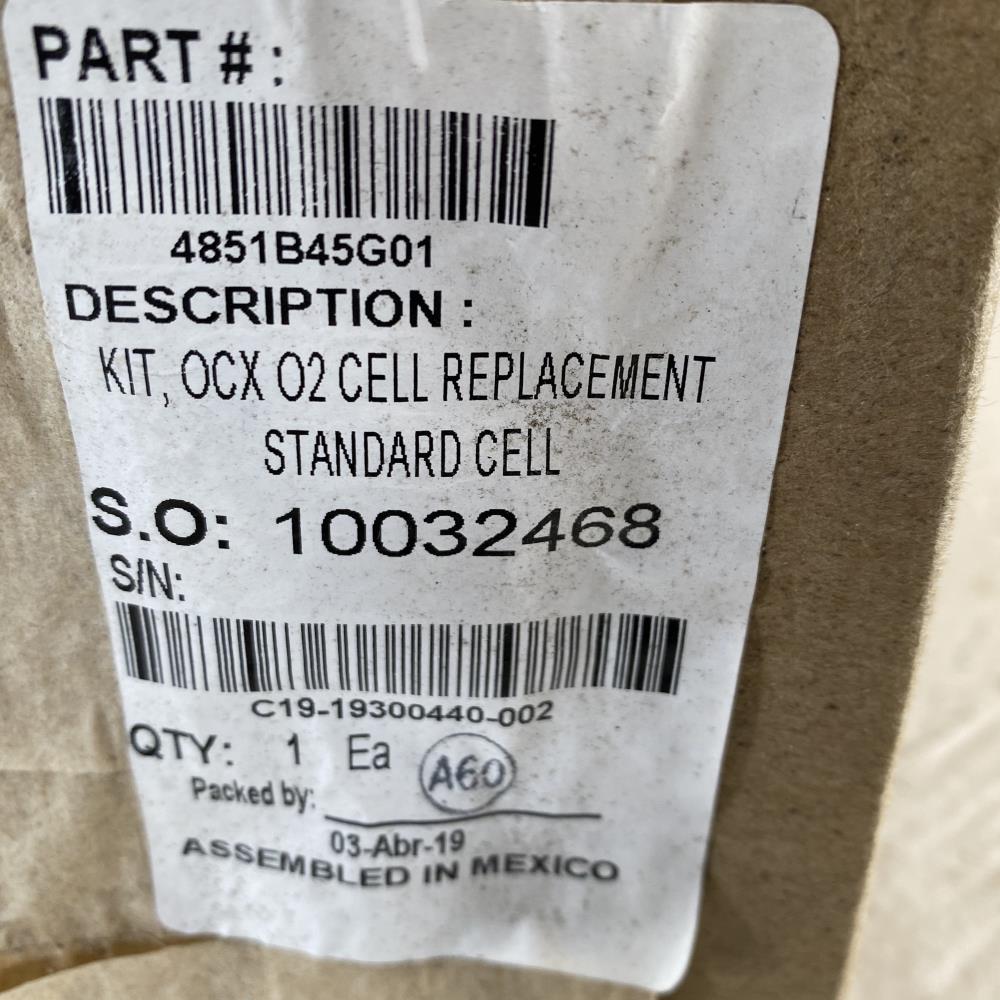 PART # :
4851B45G01
DESCRIPTION :
KIT, OCX O2 CELL REPLACEMENT
STANDARD CELL
S.O: 10032468
S/N:
C19-19300440-002
QTY: 1 Ea A60
Packed by:
03-Abr-19
ASSEMBLED IN MEXICO